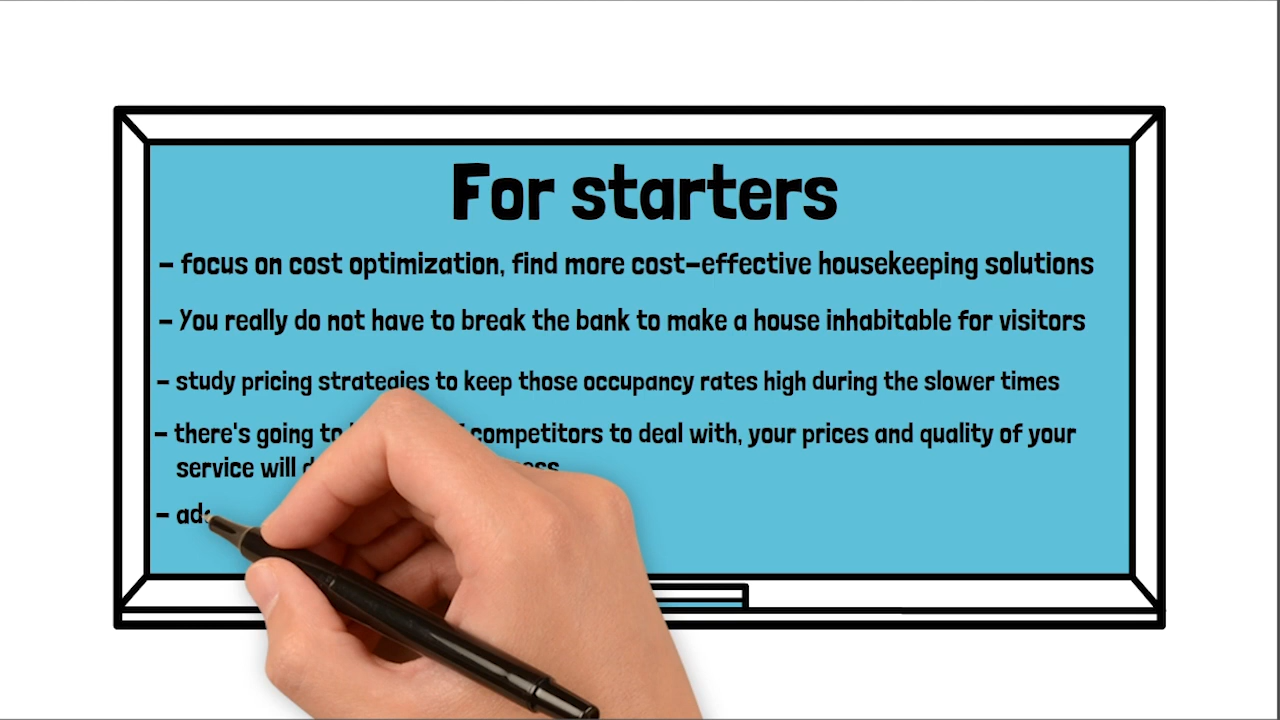 For starters
- focus on cost optimization, find more cost-effective housekeeping solutions
- You really do not have to break the bank to make a house inhabitable for visitors
- study pricing strategies to keep those occupancy rates high during the slower times
- there's going to competitors to deal with, your prices and quality of your
service will
-